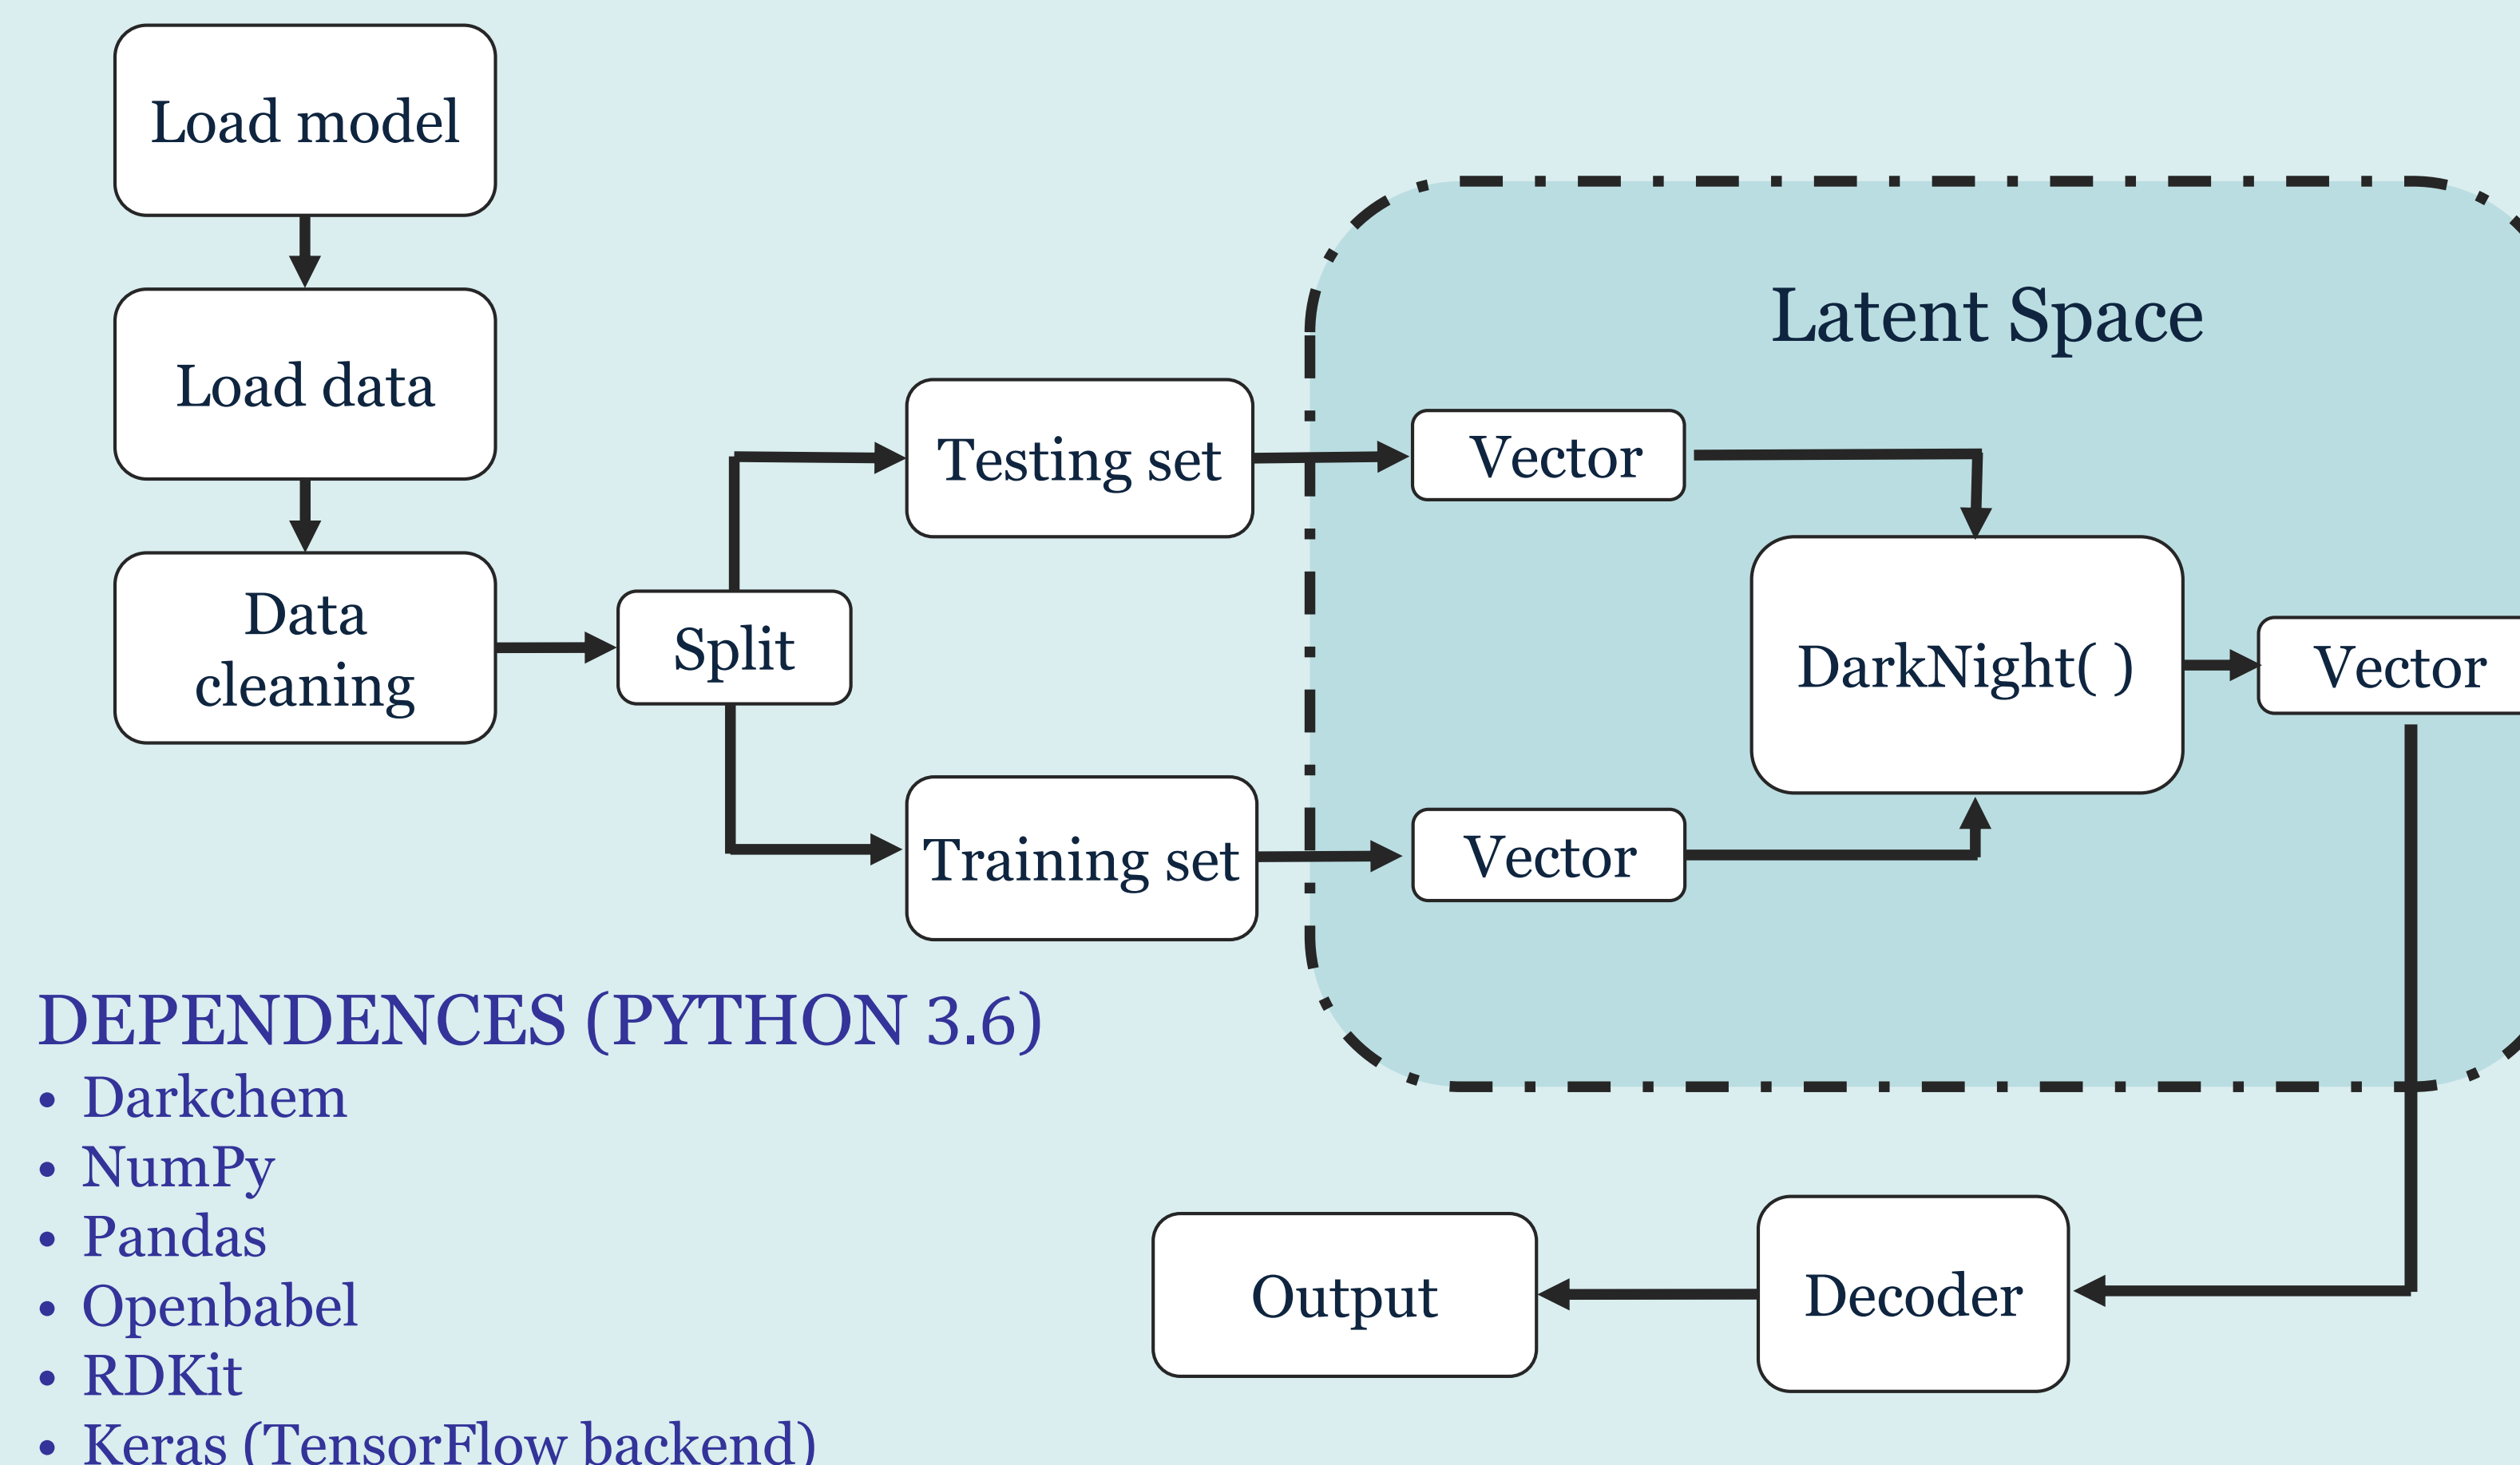 Load model
Load data
Data
cleaning
Split
Testing set
Training set
Latent Space
Vector
Vector
DarkNight( )
Vector
Decoder
Output
DEPENDENCES (PYTHON 3.6)
• Darkchem
• NumPy
• Pandas
• Openbabel
• RDKit
• Keras (TensorFlow backend)